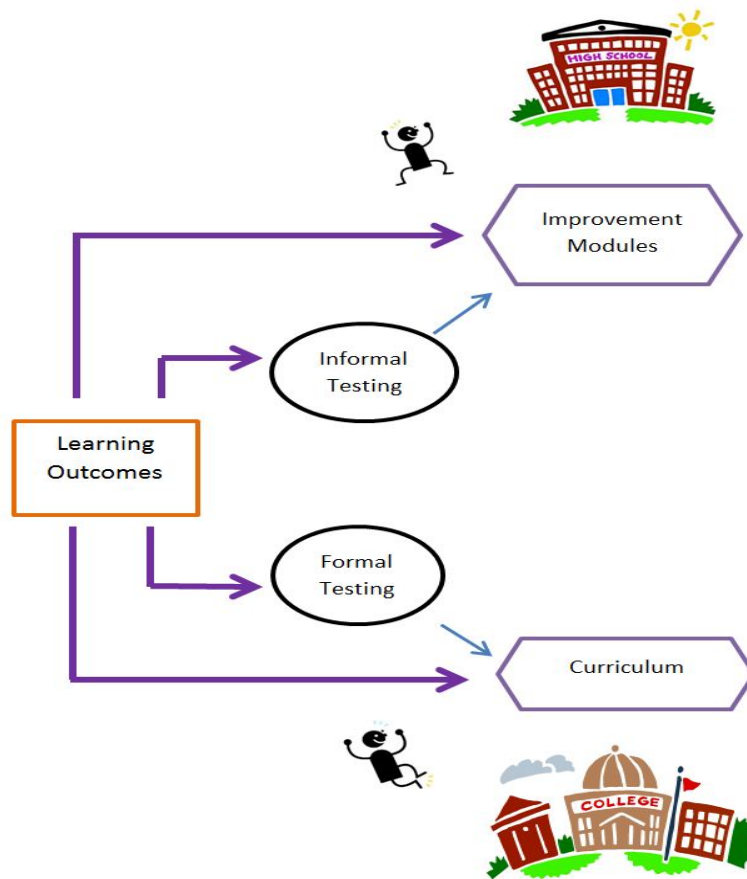 HIGH SCHOOL
Improvement
Modules
Informal
Testing
Learning
Outcomes
Formal
Testing
Curriculum
COLLEGE